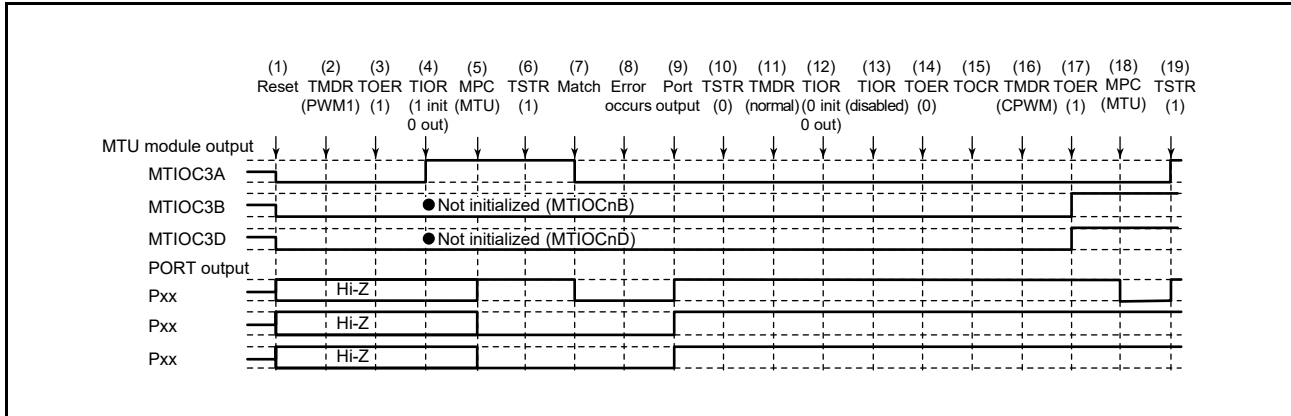 (1) (2) (3) (4) (5) (6) (7) (8) (9) (10) (11) (12) (13) (14) (15) (16) (17) (18) (19)
Reset TMDR TOER TIOR MPC TSTR Match Error Port TSTR TMDR TIOR TIOR TOER TOCR TMDR TOER MPC TSTR
(PWM1) (1) (1 init (MTU) (1) occurs output (0) (normal) (0 init (disabled) (0) (CPWM) (1) (MTU) (1)
0 out) 0 out)
MTU module output
MTIOC3A
MTIOC3B ●Not initialized (MTIOCnB)
MTIOC3D ●Not initialized (MTIOCnD)
PORT output
Pxx Hi-Z
Pxx Hi-Z
Pxx Hi-Z